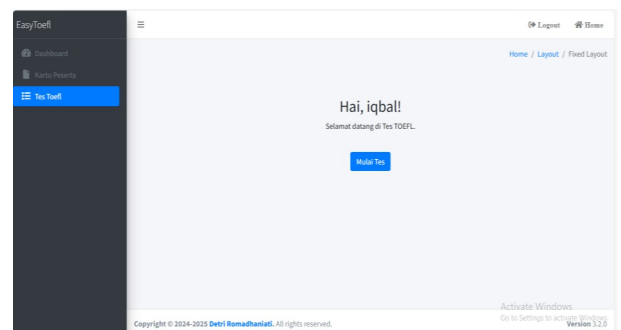 EasyToefl
Logout Home
Dashboard
Home / Layout / Fixed Layout
Kartu Peserta
Tes Toefl
Hai, iqbal!
Selamat datang di Tes TOEFL.
Mulai Tes
Activate Windows
Go to Settings to activate Windows.
Copyright © 2024-2025 Detri Romadhaniati. All rights reserved.
Version 3.2.0